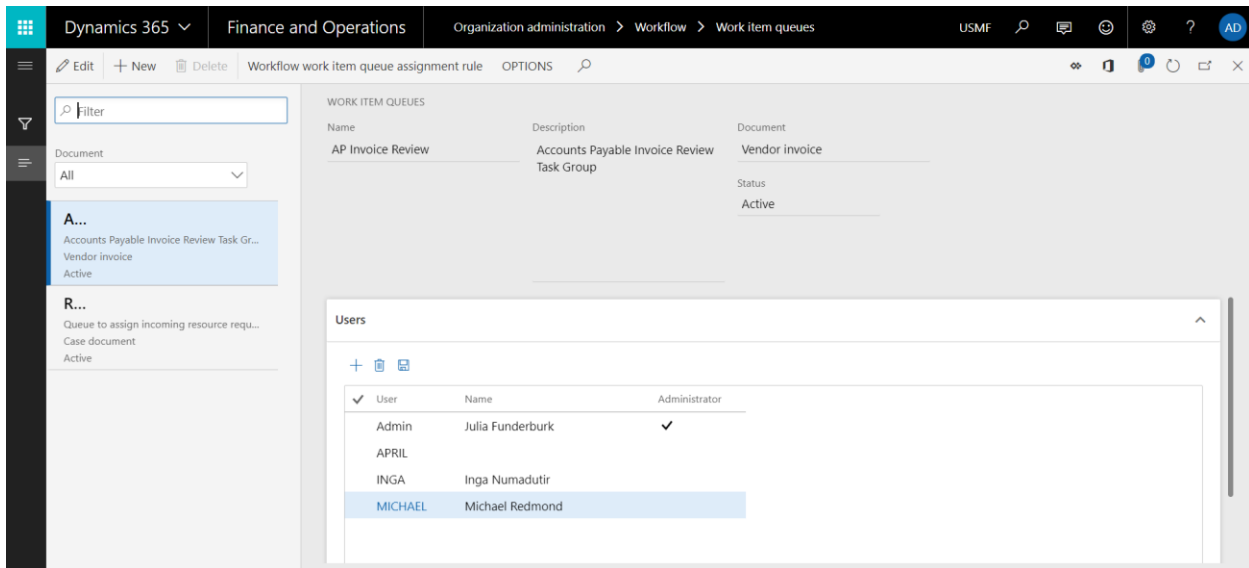 Dynamics 365 Finance and Operations Organization administration > Workflow > Work item queues USMF ? AD
Edit + New Delete Workflow work item queue assignment rule OPTIONS 0
Filter
Document
All
A...
Accounts Payable Invoice Review Task Gr...
Vendor invoice
Active
R...
Queue to assign incoming resource requ...
Case document
Active
WORK ITEM QUEUES
Name Description Document
AP Invoice Review Accounts Payable Invoice Review Vendor invoice
Task Group
Status
Active
Users
User Name Administrator
Admin Julia Funderburk
APRIL
INGA Inga Numadutir
MICHAEL Michael Redmond